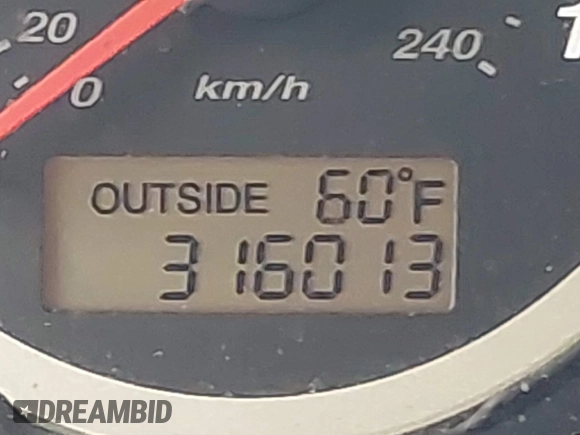 20
0
km/h
240
OUTSIDE 60°F
316013
DREAMBID